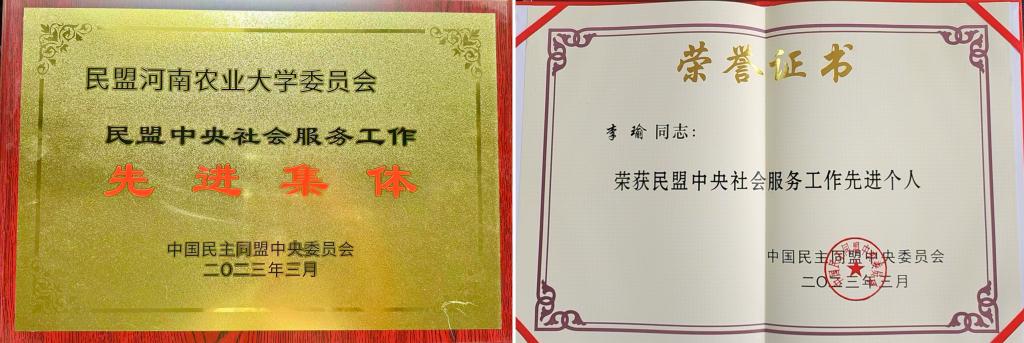 民盟河南农业大学委员会
民盟中央社会服务工作
先进集体
中国民主同盟中央委员会
二〇二三年三月
荣誉证书
李瑜同志：
荣获民盟中央社会服务工作先进个人
中国民主同盟中央委员会
二〇二三年三月